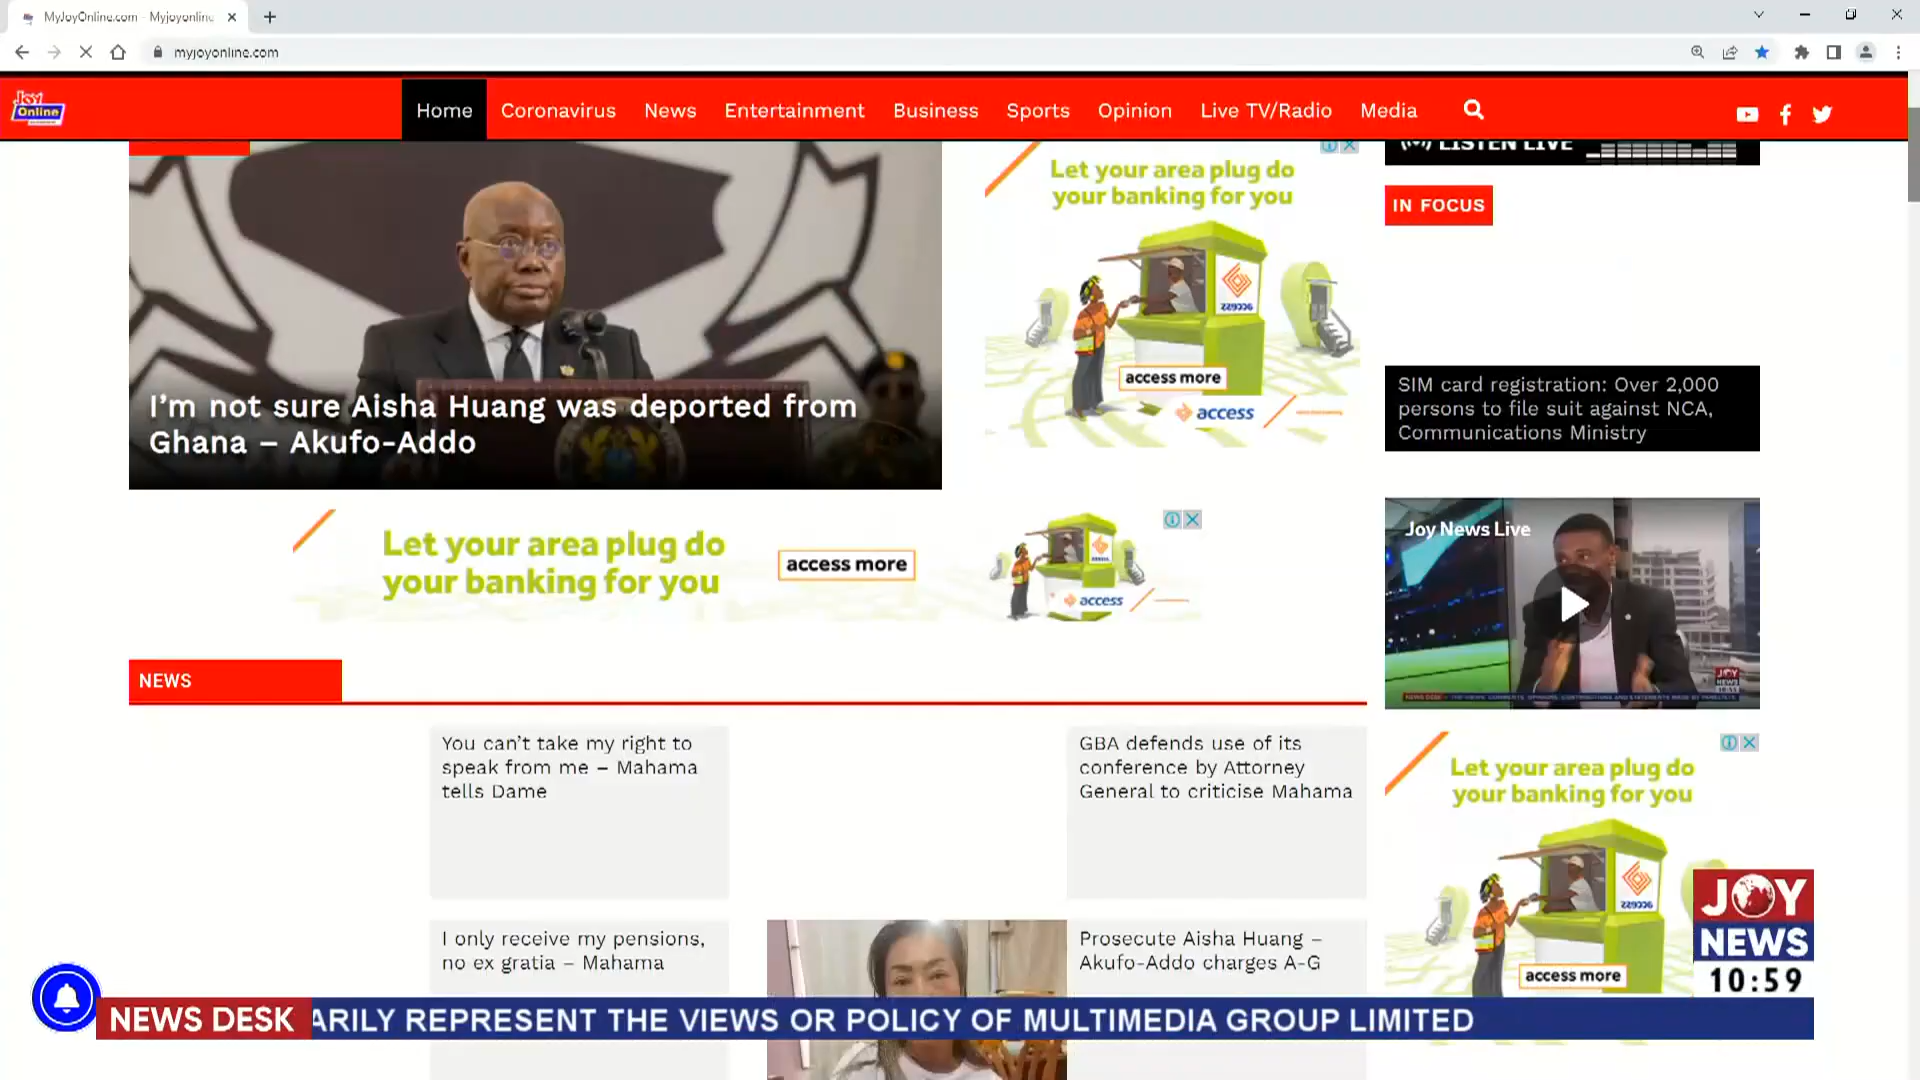 MyJoyOnline.com - Myjoyonline
myjoyonline.com
JOY
Online
Home
Coronavirus
News
Entertainment
Business
Sports
Opinion
Live TV/Radio
Media
I'm not sure Aisha Huang was deported from
Ghana – Akufo-Addo
Let your area plug do
your banking for you
access
access more
access
LISTEN LIVE
IN FOCUS
SIM card registration: Over 2,000
persons to file suit against NCA,
Communications Ministry
Let your area plug do
your banking for you
access more
access
Joy News Live
JOY
NEWS
NEWS
You can't take my right to
speak from me – Mahama
tells Dame
GBA defends use of its
conference by Attorney
General to criticise Mahama
I only receive my pensions,
no ex gratia – Mahama
Prosecute Aisha Huang –
Akufo-Addo charges A-G
Let your area plug do
your banking for you
access
access more
JOY
NEWS
10:59
NEWS DESK
ARILY REPRESENT THE VIEWS OR POLICY OF MULTIMEDIA GROUP LIMITED